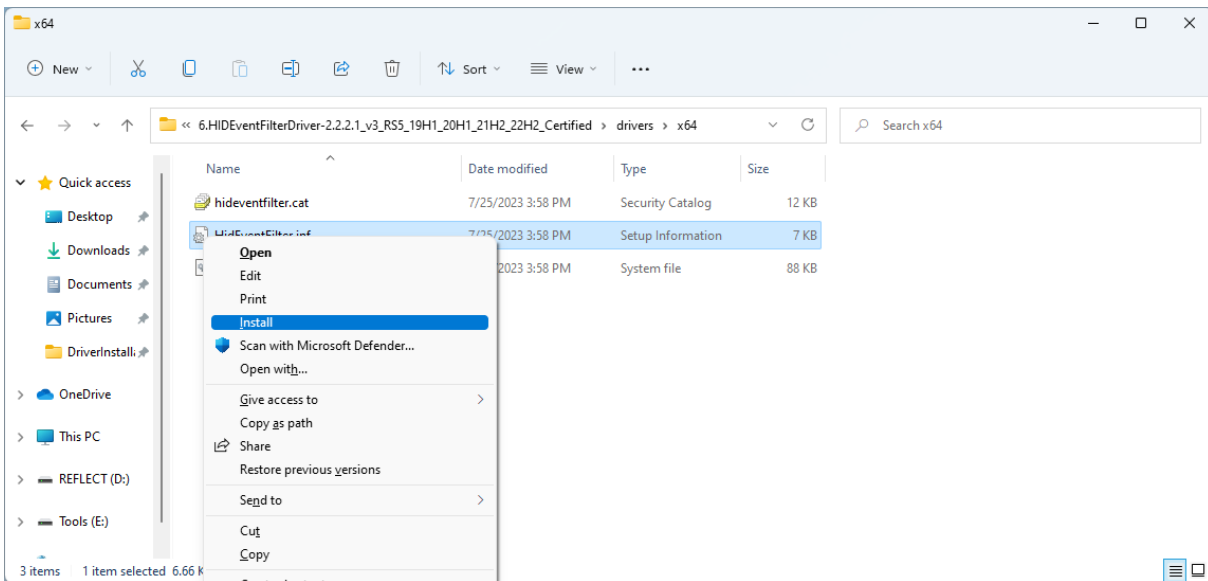 x64
New
Sort
View
6.HIDEventFilterDriver-2.2.2.1_v3_RS5_19H1_20H1_21H2_22H2_Certified > drivers > x64
Search x64
Quick access
Desktop
Downloads
Documents
Pictures
DriverInstall
OneDrive
This PC
REFLECT (D:)
Tools (E:)
Name Date modified Type Size
hideventfilter.cat 7/25/2023 3:58 PM Security Catalog 12 KB
HidEventFilter.inf 7/25/2023 3:58 PM Setup Information 7 KB
2023 3:58 PM System file 88 KB
Open
Edit
Print
Install
Scan with Microsoft Defender...
Open with...
Give access to
Copy as path
Share
Restore previous versions
Send to
Cut
Copy
3 items 1 item selected 6.66 K